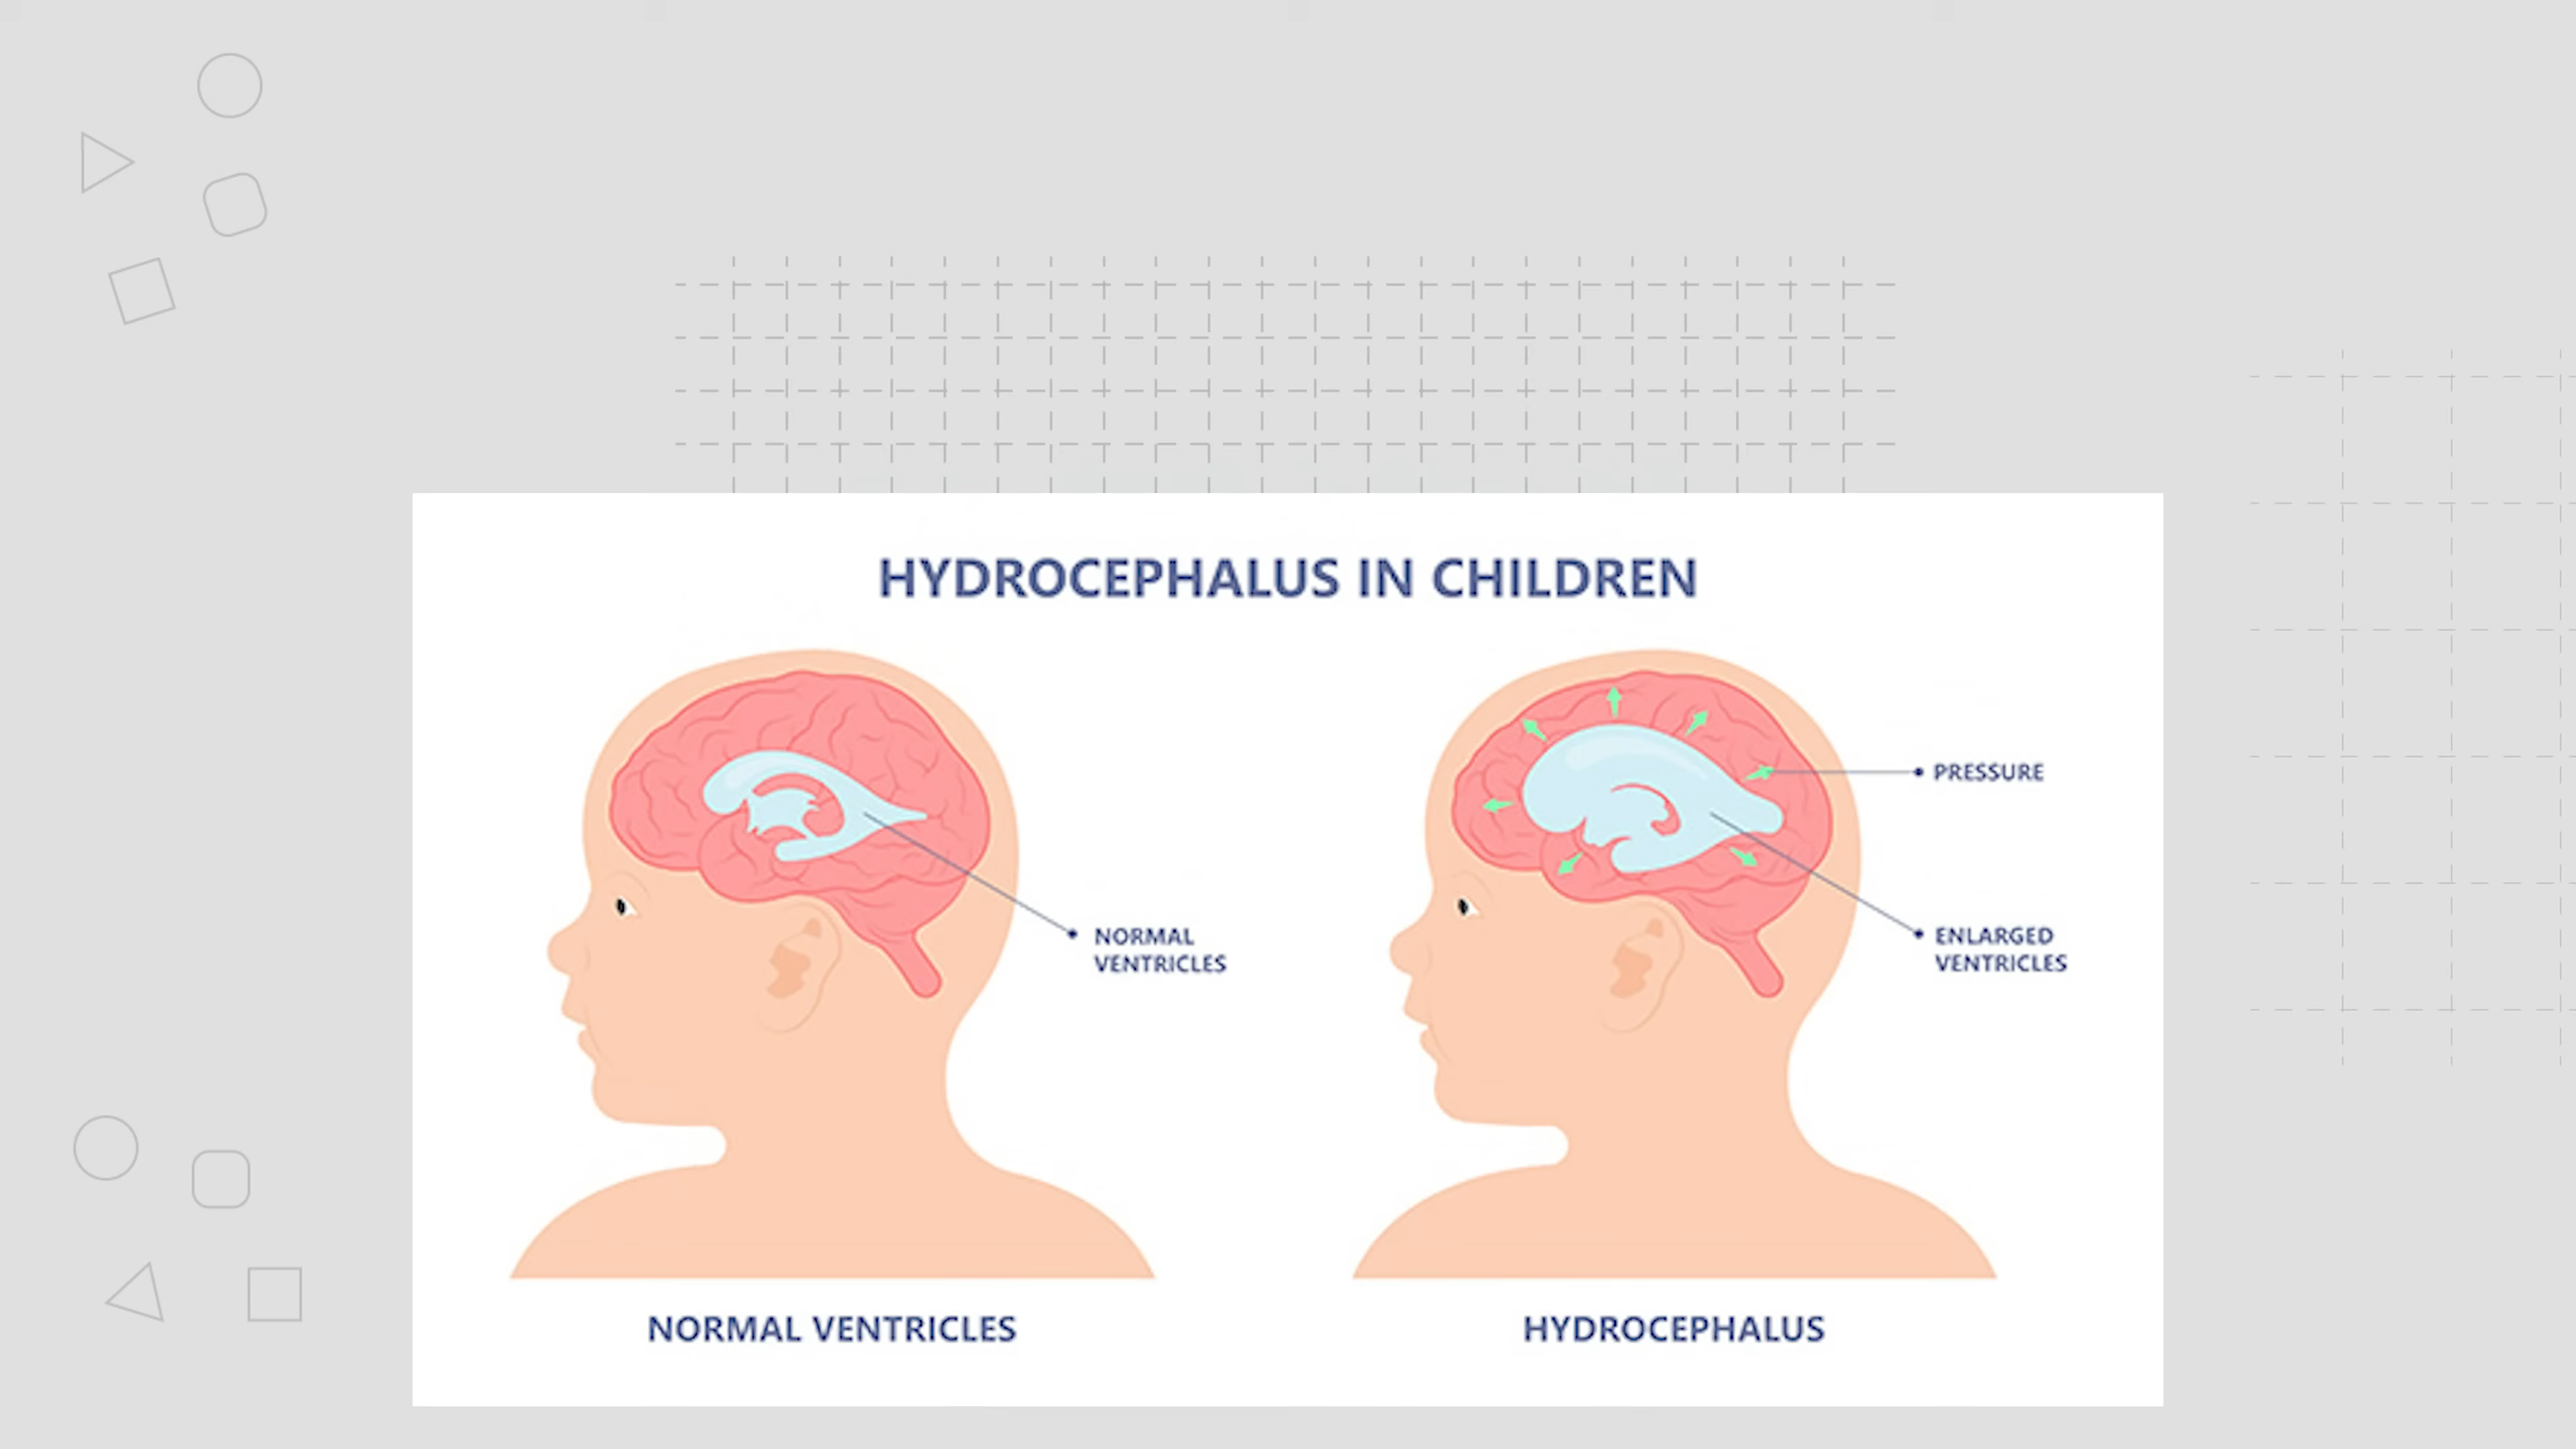 HYDROCEPHALUS IN CHILDREN
PRESSURE
NORMAL
VENTRICLES
ENLARGED
VENTRICLES
NORMAL VENTRICLES
HYDROCEPHALUS